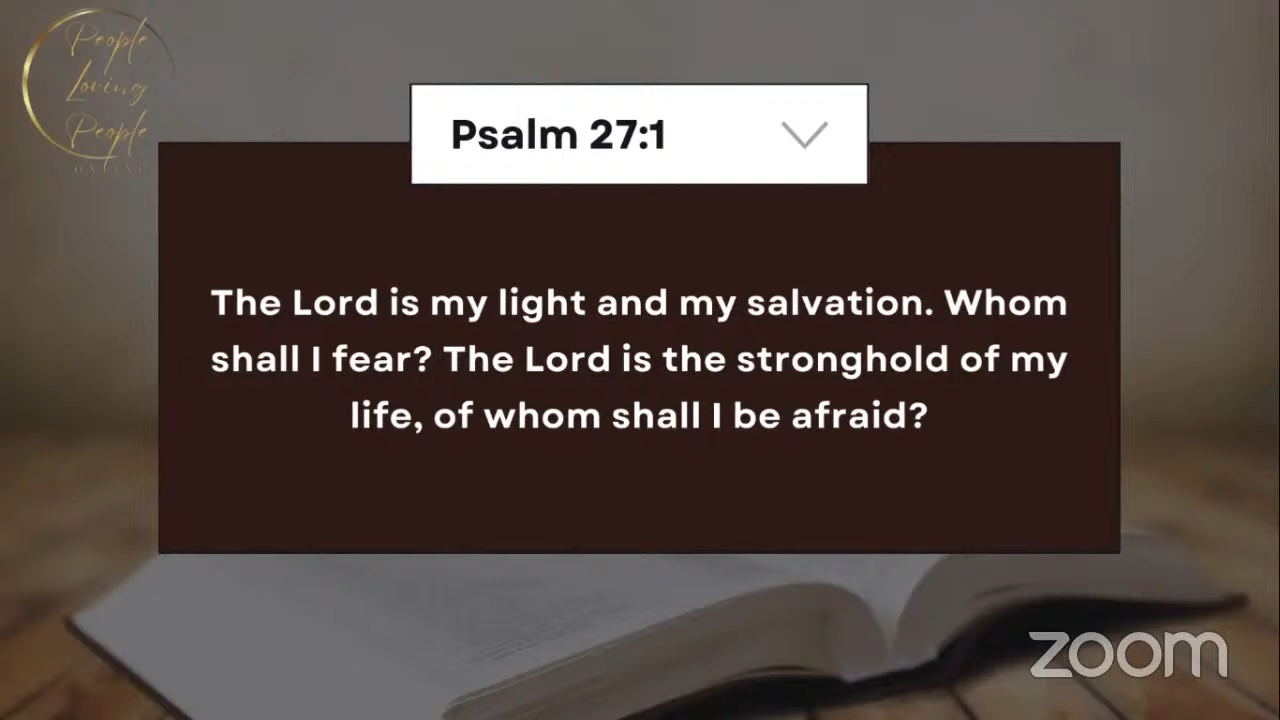 People
Loving
People
ONLINE
Psalm 27:1
The Lord is my light and my salvation. Whom
shall I fear? The Lord is the stronghold of my
life, of whom shall I be afraid?
zoom